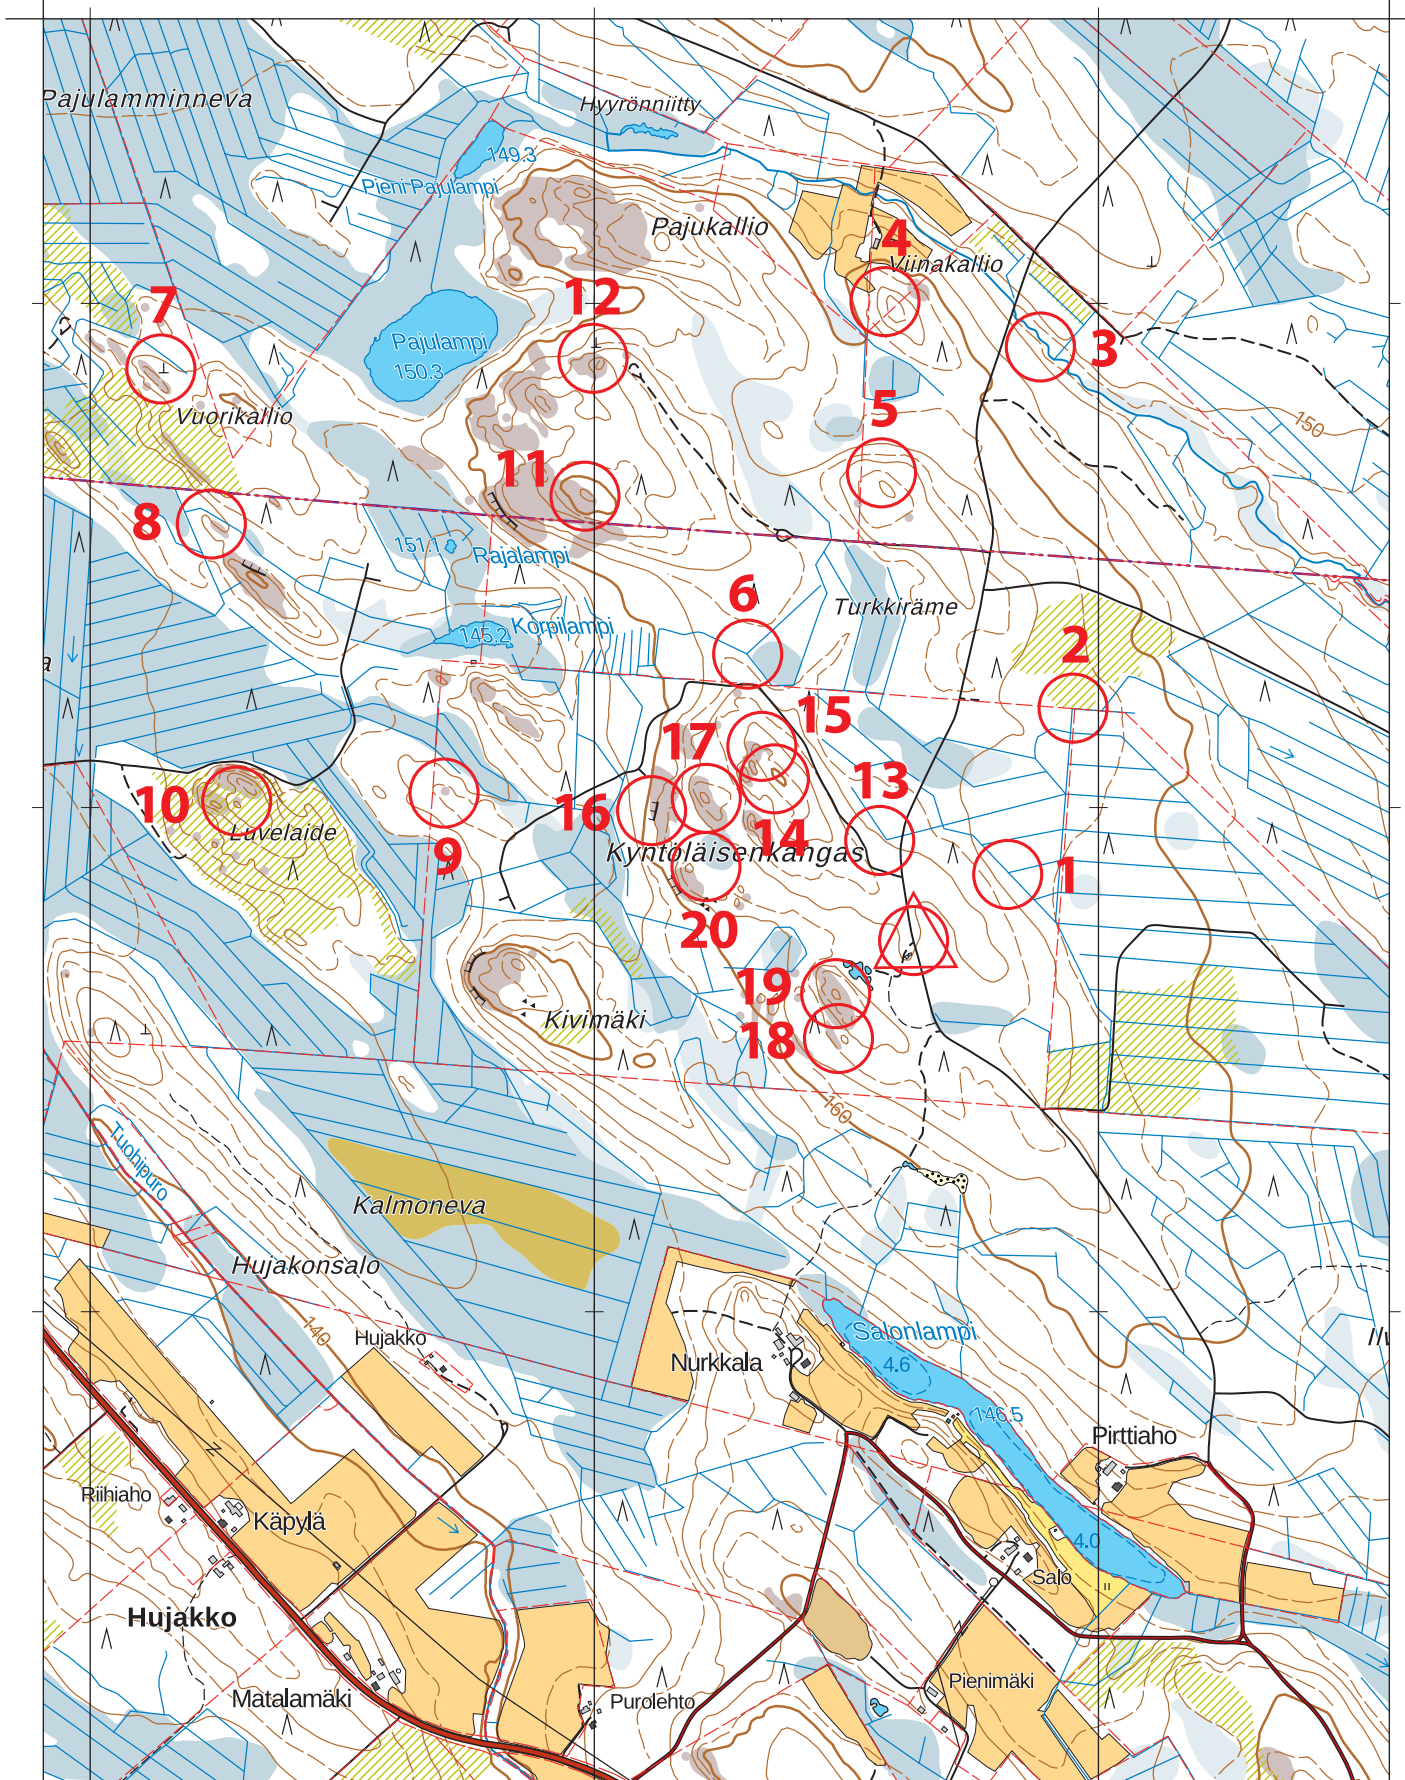 Pajulamminneva
Hyyrönniitty
149.3
Pieni Pajulampi
Pajukallio
4
Viinakallio
7
12
3
Pajulampi
150.3
5
Vuorikallio
150
11
8
151.1
Rajalampi
6
Turkkiräme
145.2
Korpilampi
2
a
15
17
13
10
16
Luvelaide
14
9
Kyntöläisenkangas
1
20
19
Kivimäki
18
160
Tuohipuro
Kalmoneva
Hujakonsalo
140
Hujakko
Salonlampi
Nurkkala
4.6
146.5
Pirttiaho
Riihiaho
Käpylä
4.0
Salo
Hujakko
Matalamäki
Purolehto
Pienimäki